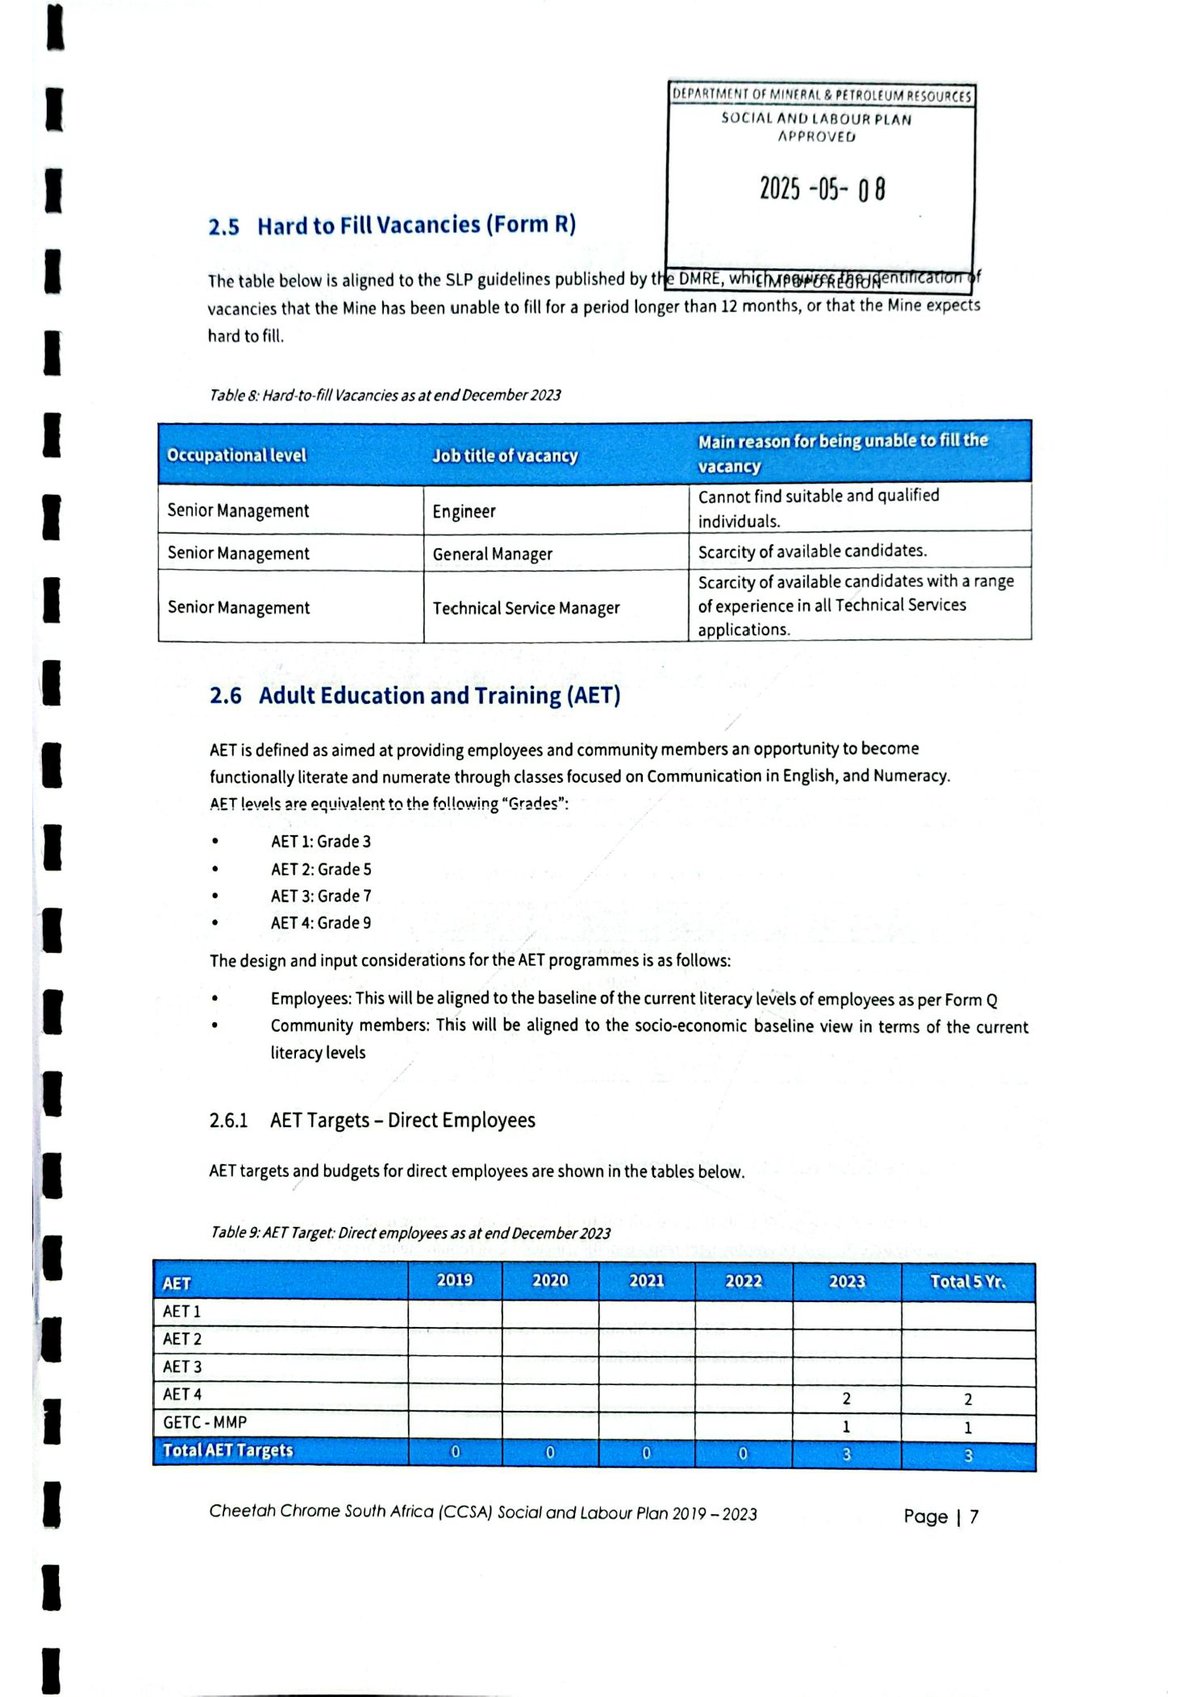 DEPARTMENT OF MINERAL & PETROLEUM RESOURCES
SOCIAL AND LABOUR PLAN
APPROVED
2025 -05- 08
LIMPOPO REGION
2.5 Hard to Fill Vacancies (Form R)
The table below is aligned to the SLP guidelines published by the DMRE, which requires the identification of
vacancies that the Mine has been unable to fill for a period longer than 12 months, or that the Mine expects
hard to fill.
Table 8: Hard-to-fill Vacancies as at end December 2023
Occupational level Job title of vacancy Main reason for being unable to fill the
vacancy
Senior Management Engineer Cannot find suitable and qualified
individuals.
Senior Management General Manager Scarcity of available candidates.
Senior Management Technical Service Manager Scarcity of available candidates with a range
of experience in all Technical Services
applications.
2.6 Adult Education and Training (AET)
AET is defined as aimed at providing employees and community members an opportunity to become
functionally literate and numerate through classes focused on Communication in English, and Numeracy.
AET levels are equivalent to the following “Grades”:
• AET 1: Grade 3
• AET 2: Grade 5
• AET 3: Grade 7
• AET 4: Grade 9
The design and input considerations for the AET programmes is as follows:
• Employees: This will be aligned to the baseline of the current literacy levels of employees as per Form Q
• Community members: This will be aligned to the socio-economic baseline view in terms of the current
literacy levels
2.6.1 AET Targets – Direct Employees
AET targets and budgets for direct employees are shown in the tables below.
Table 9: AET Target: Direct employees as at end December 2023
AET 2019 2020 2021 2022 2023 Total 5 Yr.
AET 1
AET 2
AET 3
AET 4 2 2
GETC - MMP 1 1
Total AET Targets 0 0 0 0 3 3
Cheetah Chrome South Africa (CCSA) Social and Labour Plan 2019 – 2023
Page | 7